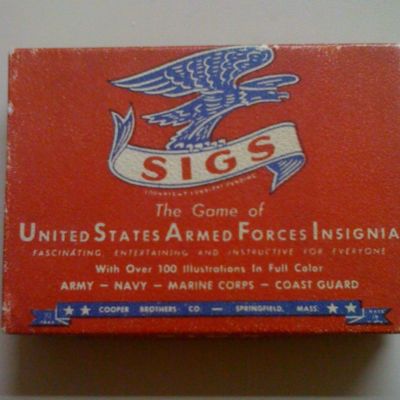 SIGS
The Game of
UNITED STATES ARMED FORCES INSIGNIA
FASCINATING, ENTERTAINING AND INSTRUCTIVE FOR EVERYONE
With Over 100 Illustrations In Full Color
ARMY — NAVY — MARINE CORPS — COAST GUARD
COOPER BROTHERS CO — SPRINGFIELD, MASS.